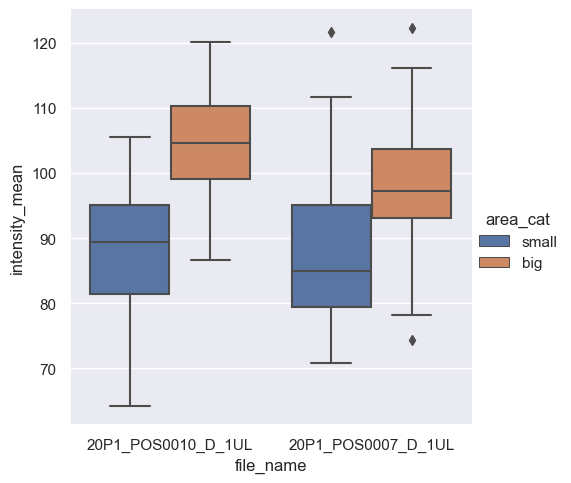 120
110
100
90
80
70
intensity_mean
20P1_POS0010_D_1UL
20P1_POS0007_D_1UL
file_name
area_cat
small
big